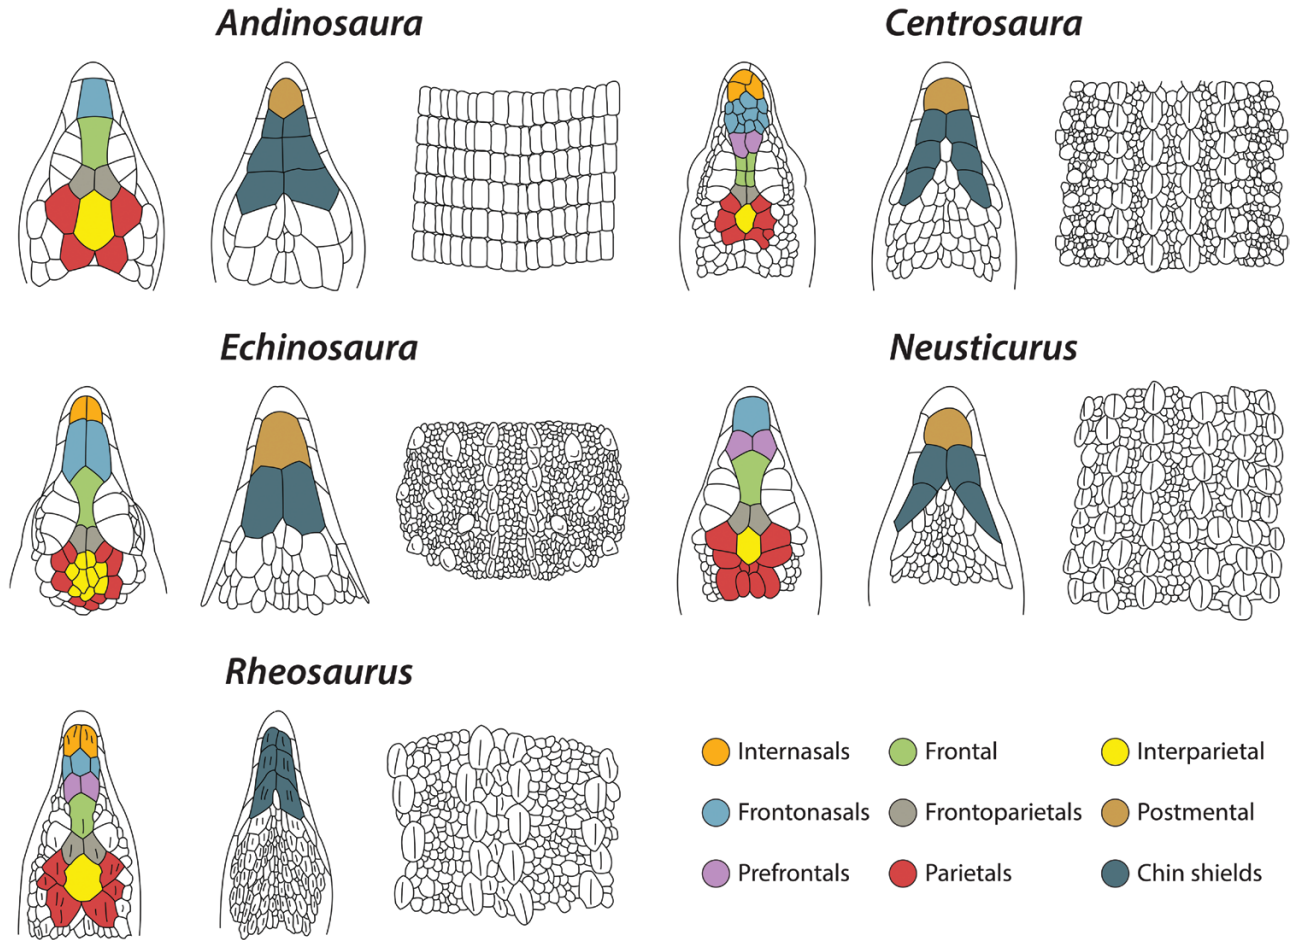 Andinosaura
Centrosaura
Echinosaura
Neusticurus
Rheosaurus
Internasals
Frontal
Interparietal
Frontonasals
Frontoparietals
Postmental
Prefrontals
Parietals
Chin shields